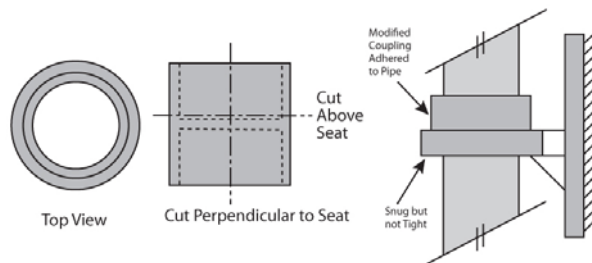 Top View
Cut
Above
Seat
Cut Perpendicular to Seat
Modified
Coupling
Adhered
to Pipe
Snug but
not Tight